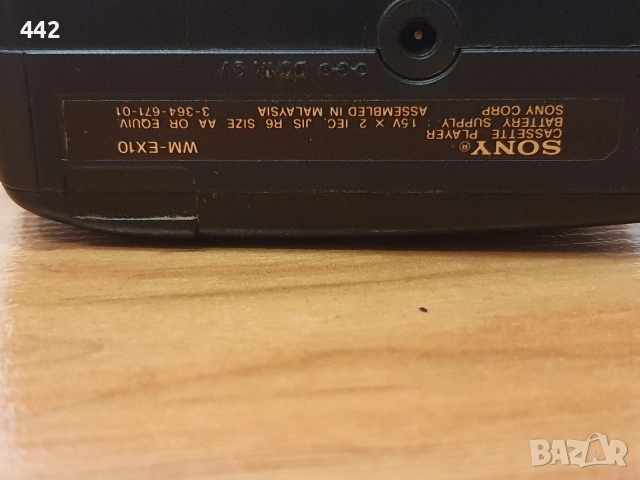 442
SONY® WM-EX10
CASSETTE PLAYER
BATTERY SUPPLY : 1.5V × 2 IEC, JIS R6 SIZE AA OR EQUIV.
SONY CORP. ASSEMBLED IN MALAYSIA 3-364-671-01
DC IN 3V
BAZAR